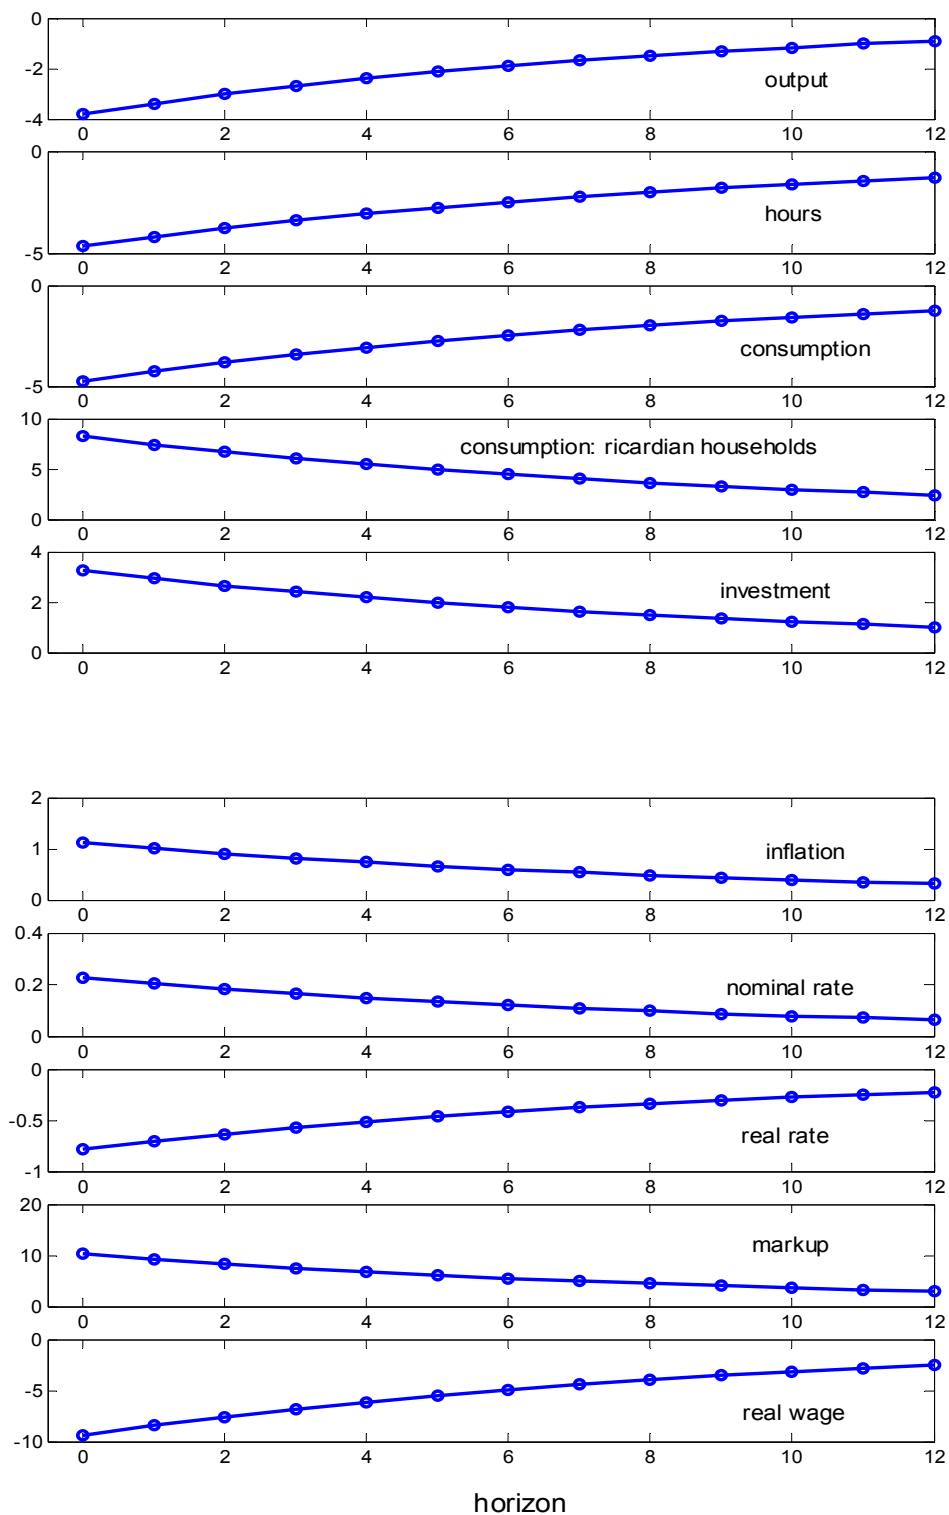 0
-2
output
-4
0 2 4 6 8 10 12
0
hours
-5
0 2 4 6 8 10 12
0
consumption
-5
0 2 4 6 8 10 12
10
consumption: ricardian households
5
0
0 2 4 6 8 10 12
4
investment
2
0
0 2 4 6 8 10 12
2
1
inflation
0
0 2 4 6 8 10 12
0.4
0.2
nominal rate
0
0 2 4 6 8 10 12
0
-0.5
real rate
-1
0 2 4 6 8 10 12
20
markup
10
0
0 2 4 6 8 10 12
0
-5
real wage
-10
0 2 4 6 8 10 12
horizon